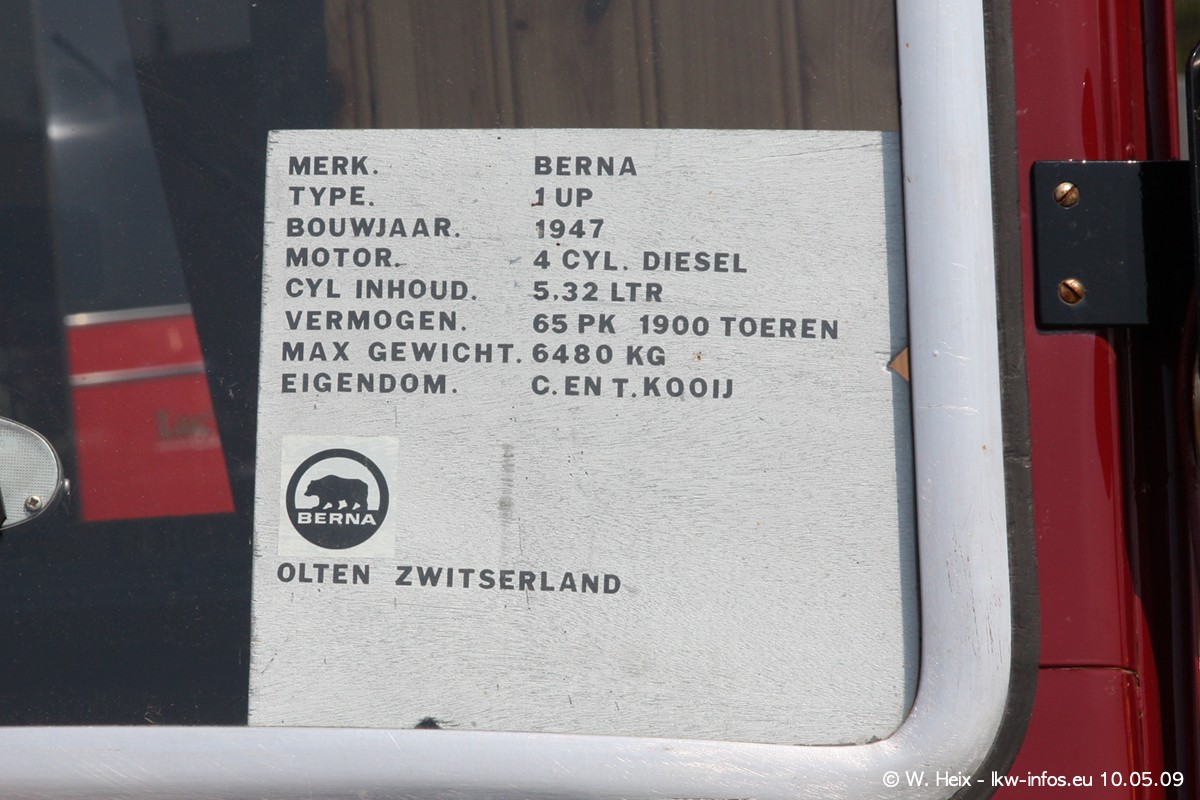 MERK. BERNA
TYPE. 1 UP
BOUWJAAR. 1947
MOTOR. 4 CYL. DIESEL
CYL INHOUD. 5.32 LTR
VERMOGEN. 65 PK 1900 TOEREN
MAX GEWICHT. 6480 KG
EIGENDOM. C. EN T. KOOIJ
BERNA
OLTEN ZWITSERLAND
© W. Heix - lkw-infos.eu 10.05.09